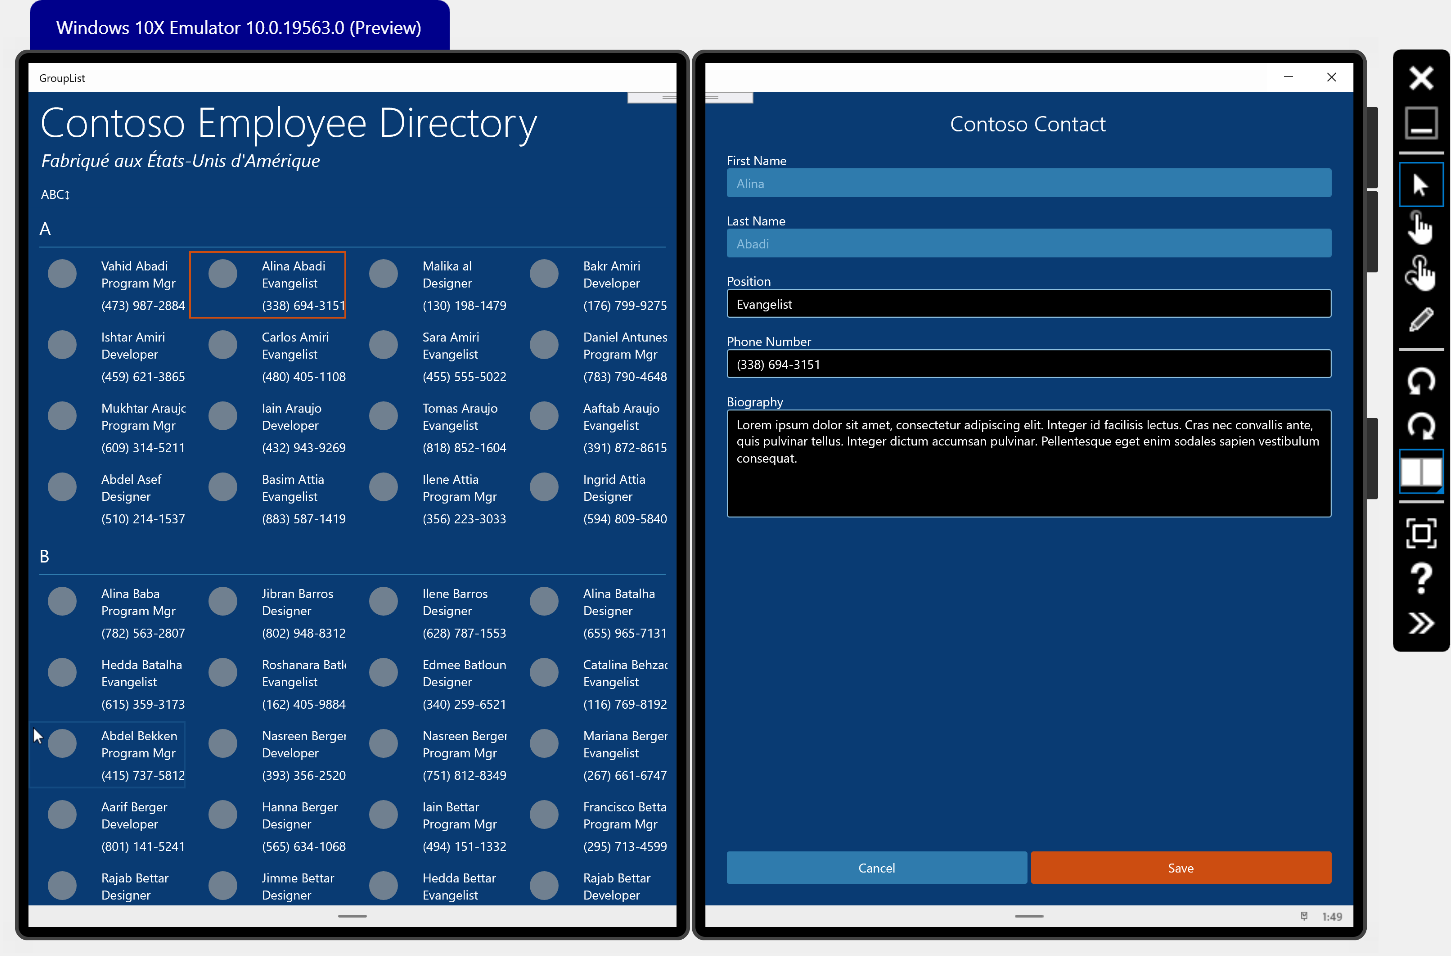 Windows 10X Emulator 10.0.19563.0 (Preview)
GroupList
Contoso Employee Directory
Fabriqué aux États-Unis d'Amérique
ABC↕
A
Vahid Abadi
Program Mgr
(473) 987-2884
Alina Abadi
Evangelist
(338) 694-3151
Malika al
Designer
(130) 198-1479
Bakr Amiri
Developer
(176) 799-9275
Ishtar Amiri
Developer
(459) 621-3865
Carlos Amiri
Evangelist
(480) 405-1108
Sara Amiri
Evangelist
(455) 555-5022
Daniel Antunes
Program Mgr
(783) 790-4648
Mukhtar Araujo
Program Mgr
(609) 314-5211
Iain Araujo
Developer
(432) 943-9269
Tomas Araujo
Evangelist
(818) 852-1604
Aaftab Araujo
Evangelist
(391) 872-8615
Abdel Asef
Designer
(510) 214-1537
Basim Attia
Evangelist
(883) 587-1419
Ilene Attia
Program Mgr
(356) 223-3033
Ingrid Attia
Designer
(594) 809-5840
B
Alina Baba
Program Mgr
(782) 563-2807
Jibran Barros
Designer
(802) 948-8312
Ilene Barros
Designer
(628) 787-1553
Alina Batalha
Designer
(655) 965-7131
Hedda Batalha
Evangelist
(615) 359-3173
Roshanara Batl
Evangelist
(162) 405-9884
Edmee Batloun
Designer
(340) 259-6521
Catalina Behzad
Evangelist
(116) 769-8192
Abdel Bekken
Program Mgr
(415) 737-5812
Nasreen Berger
Developer
(393) 356-2520
Nasreen Berger
Program Mgr
(751) 812-8349
Mariana Berger
Evangelist
(267) 661-6747
Aarif Berger
Developer
(801) 141-5241
Hanna Berger
Designer
(565) 634-1068
Iain Bettar
Program Mgr
(494) 151-1332
Francisco Betta
Program Mgr
(295) 713-4599
Rajab Bettar
Designer
Jimme Bettar
Designer
Hedda Bettar
Evangelist
Rajab Bettar
Developer
Contoso Contact
First Name
Alina
Last Name
Abadi
Position
Evangelist
Phone Number
(338) 694-3151
Biography
Lorem ipsum dolor sit amet, consectetur adipiscing elit. Integer id facilisis lectus. Cras nec convallis ante,
quis pulvinar tellus. Integer dictum accumsan pulvinar. Pellentesque eget enim sodales sapien vestibulum
consequat.
Cancel
Save
1:49